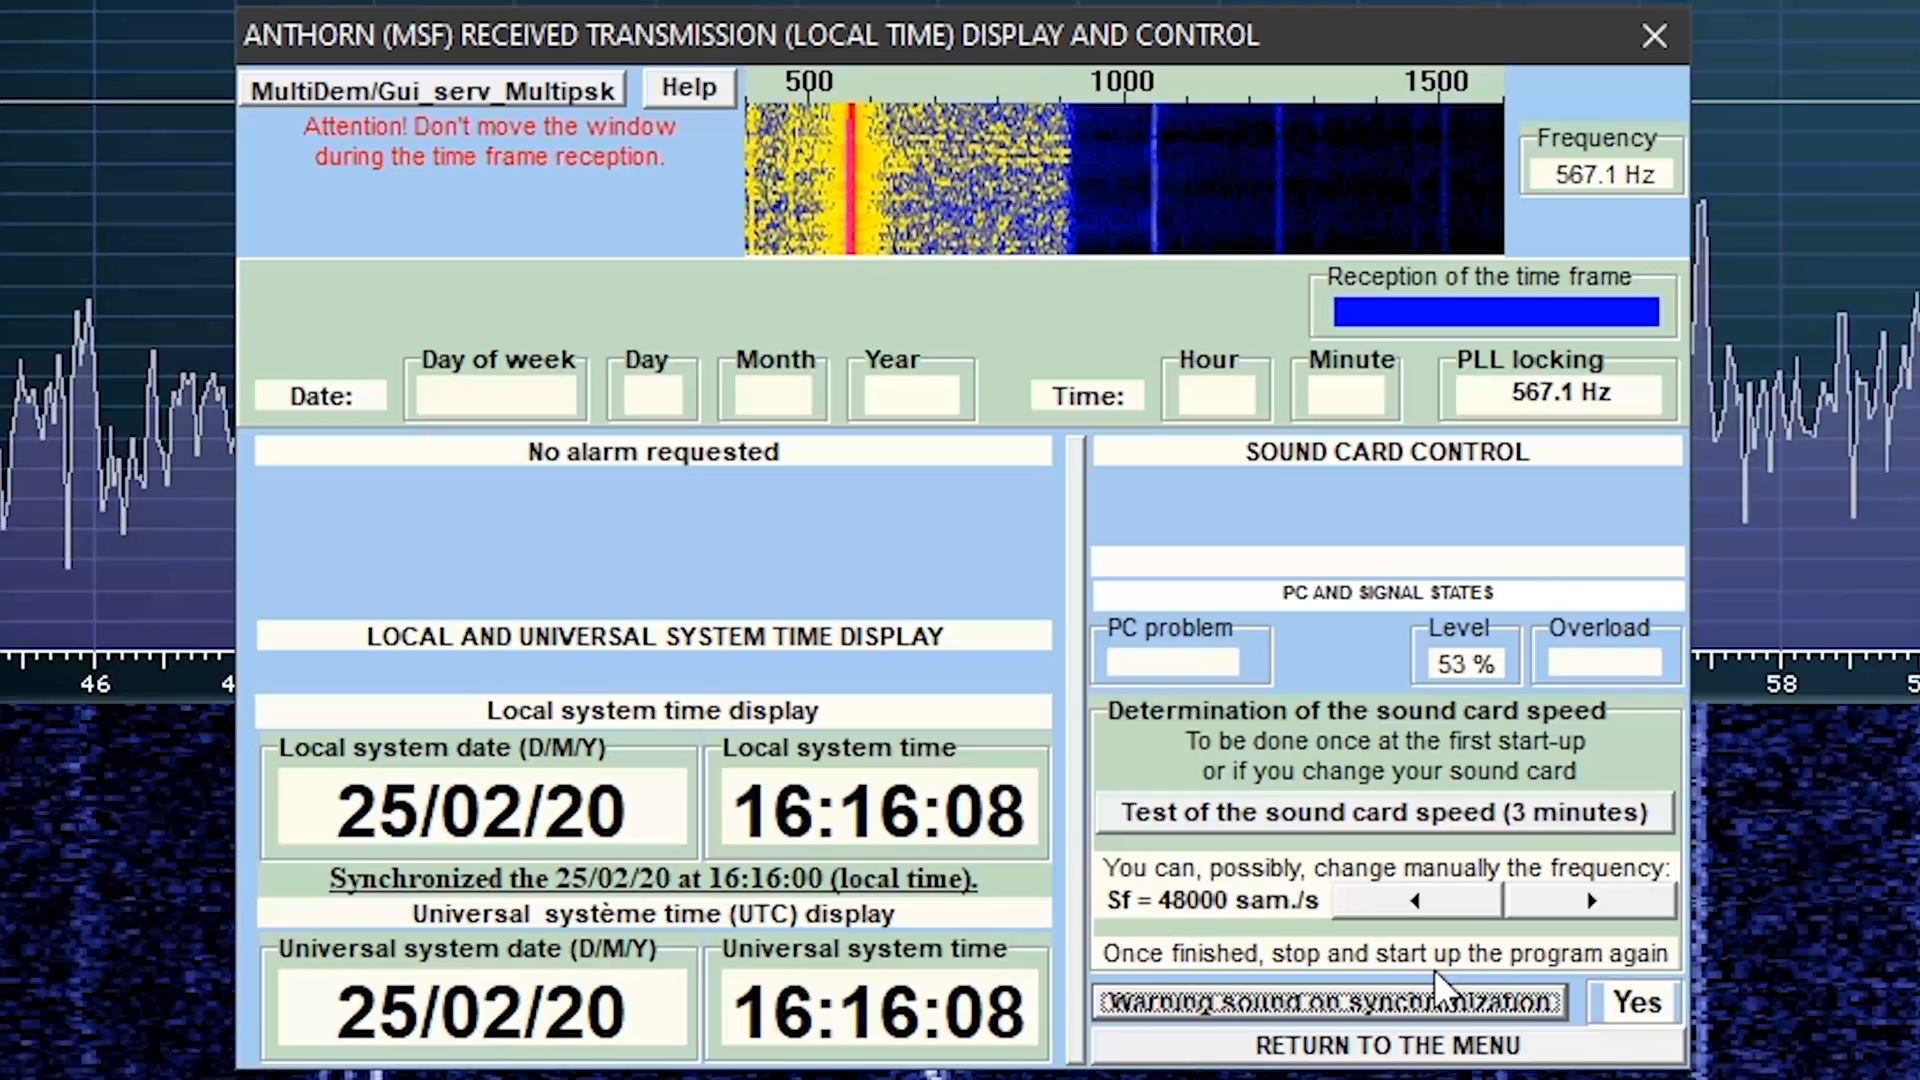 ANTHORN (MSF) RECEIVED TRANSMISSION (LOCAL TIME) DISPLAY AND CONTROL
MultiDem/Gui_serv_Multipsk
Help
Attention! Don't move the window
during the time frame reception.
500 1000 1500
Frequency
567.1 Hz
Reception of the time frame
Date:
Day of week
Day
Month
Year
Time:
Hour
Minute
PLL locking
567.1 Hz
No alarm requested
LOCAL AND UNIVERSAL SYSTEM TIME DISPLAY
Local system time display
Local system date (D/M/Y)
25/02/20
Local system time
16:16:08
Synchronized the 25/02/20 at 16:16:00 (local time).
Universal système time (UTC) display
Universal system date (D/M/Y)
25/02/20
Universal system time
16:16:08
SOUND CARD CONTROL
PC AND SIGNAL STATES
PC problem
Level
53 %
Overload
Determination of the sound card speed
To be done once at the first start-up
or if you change your sound card
Test of the sound card speed (3 minutes)
You can, possibly, change manually the frequency:
Sf = 48000 sam./s
Once finished, stop and start up the program again
Warning sound on synchronization
Yes
RETURN TO THE MENU
46
58